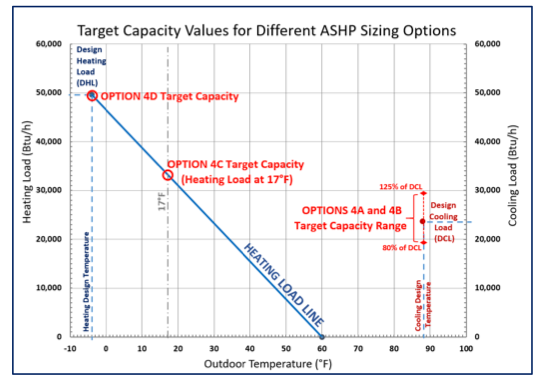 Target Capacity Values for Different ASHP Sizing Options
60,000
50,000
40,000
30,000
20,000
10,000
0
Heating Load (Btu/h)
Design
Heating
Load
(DHL)
OPTION 4D Target Capacity
OPTION 4C Target Capacity
(Heating Load at 17°F)
17°F
HEATING LOAD LINE
Heating Design Temperature
125% of DCL
OPTIONS 4A and 4B
Target Capacity Range
80% of DCL
Design
Cooling
Load
(DCL)
Cooling Design
Temperature
60,000
50,000
40,000
30,000
20,000
10,000
0
Cooling Load (Btu/h)
-10 0 10 20 30 40 50 60 70 80 90 100
Outdoor Temperature (°F)